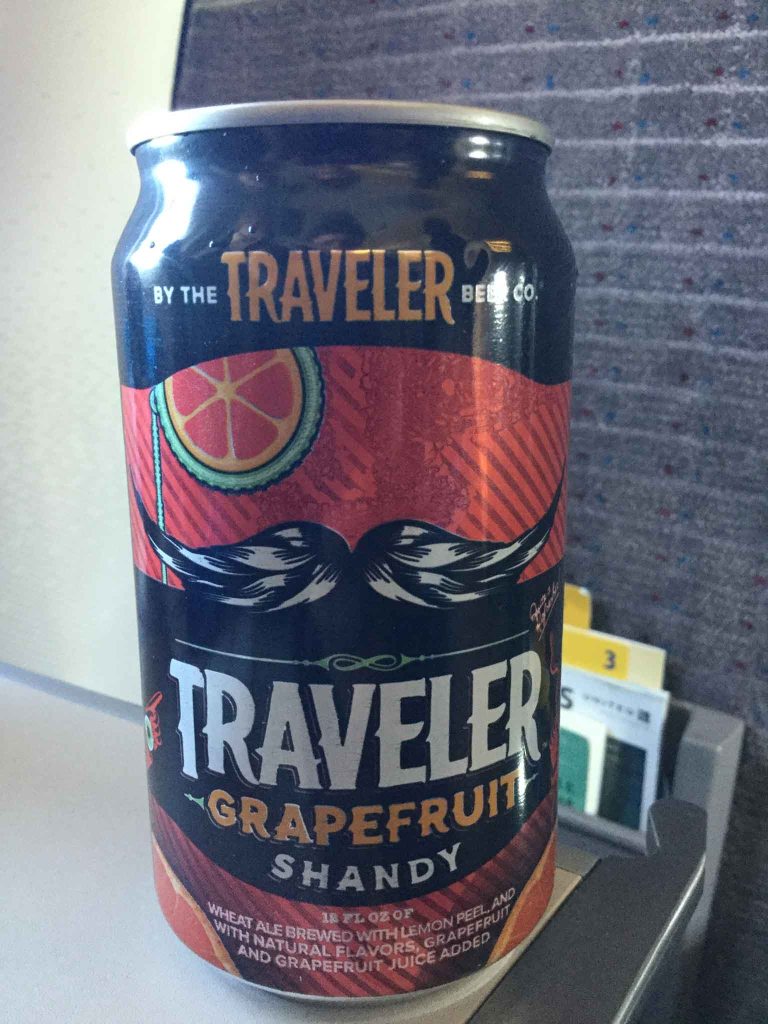 BY THE TRAVELER BEER CO.
TRAVELER
GRAPEFRUIT
SHANDY
12 FL OZ OF
WHEAT ALE BREWED WITH LEMON PEEL, AND
WITH NATURAL FLAVORS, GRAPEFRUIT
AND GRAPEFRUIT JUICE ADDED
3
S UNITED